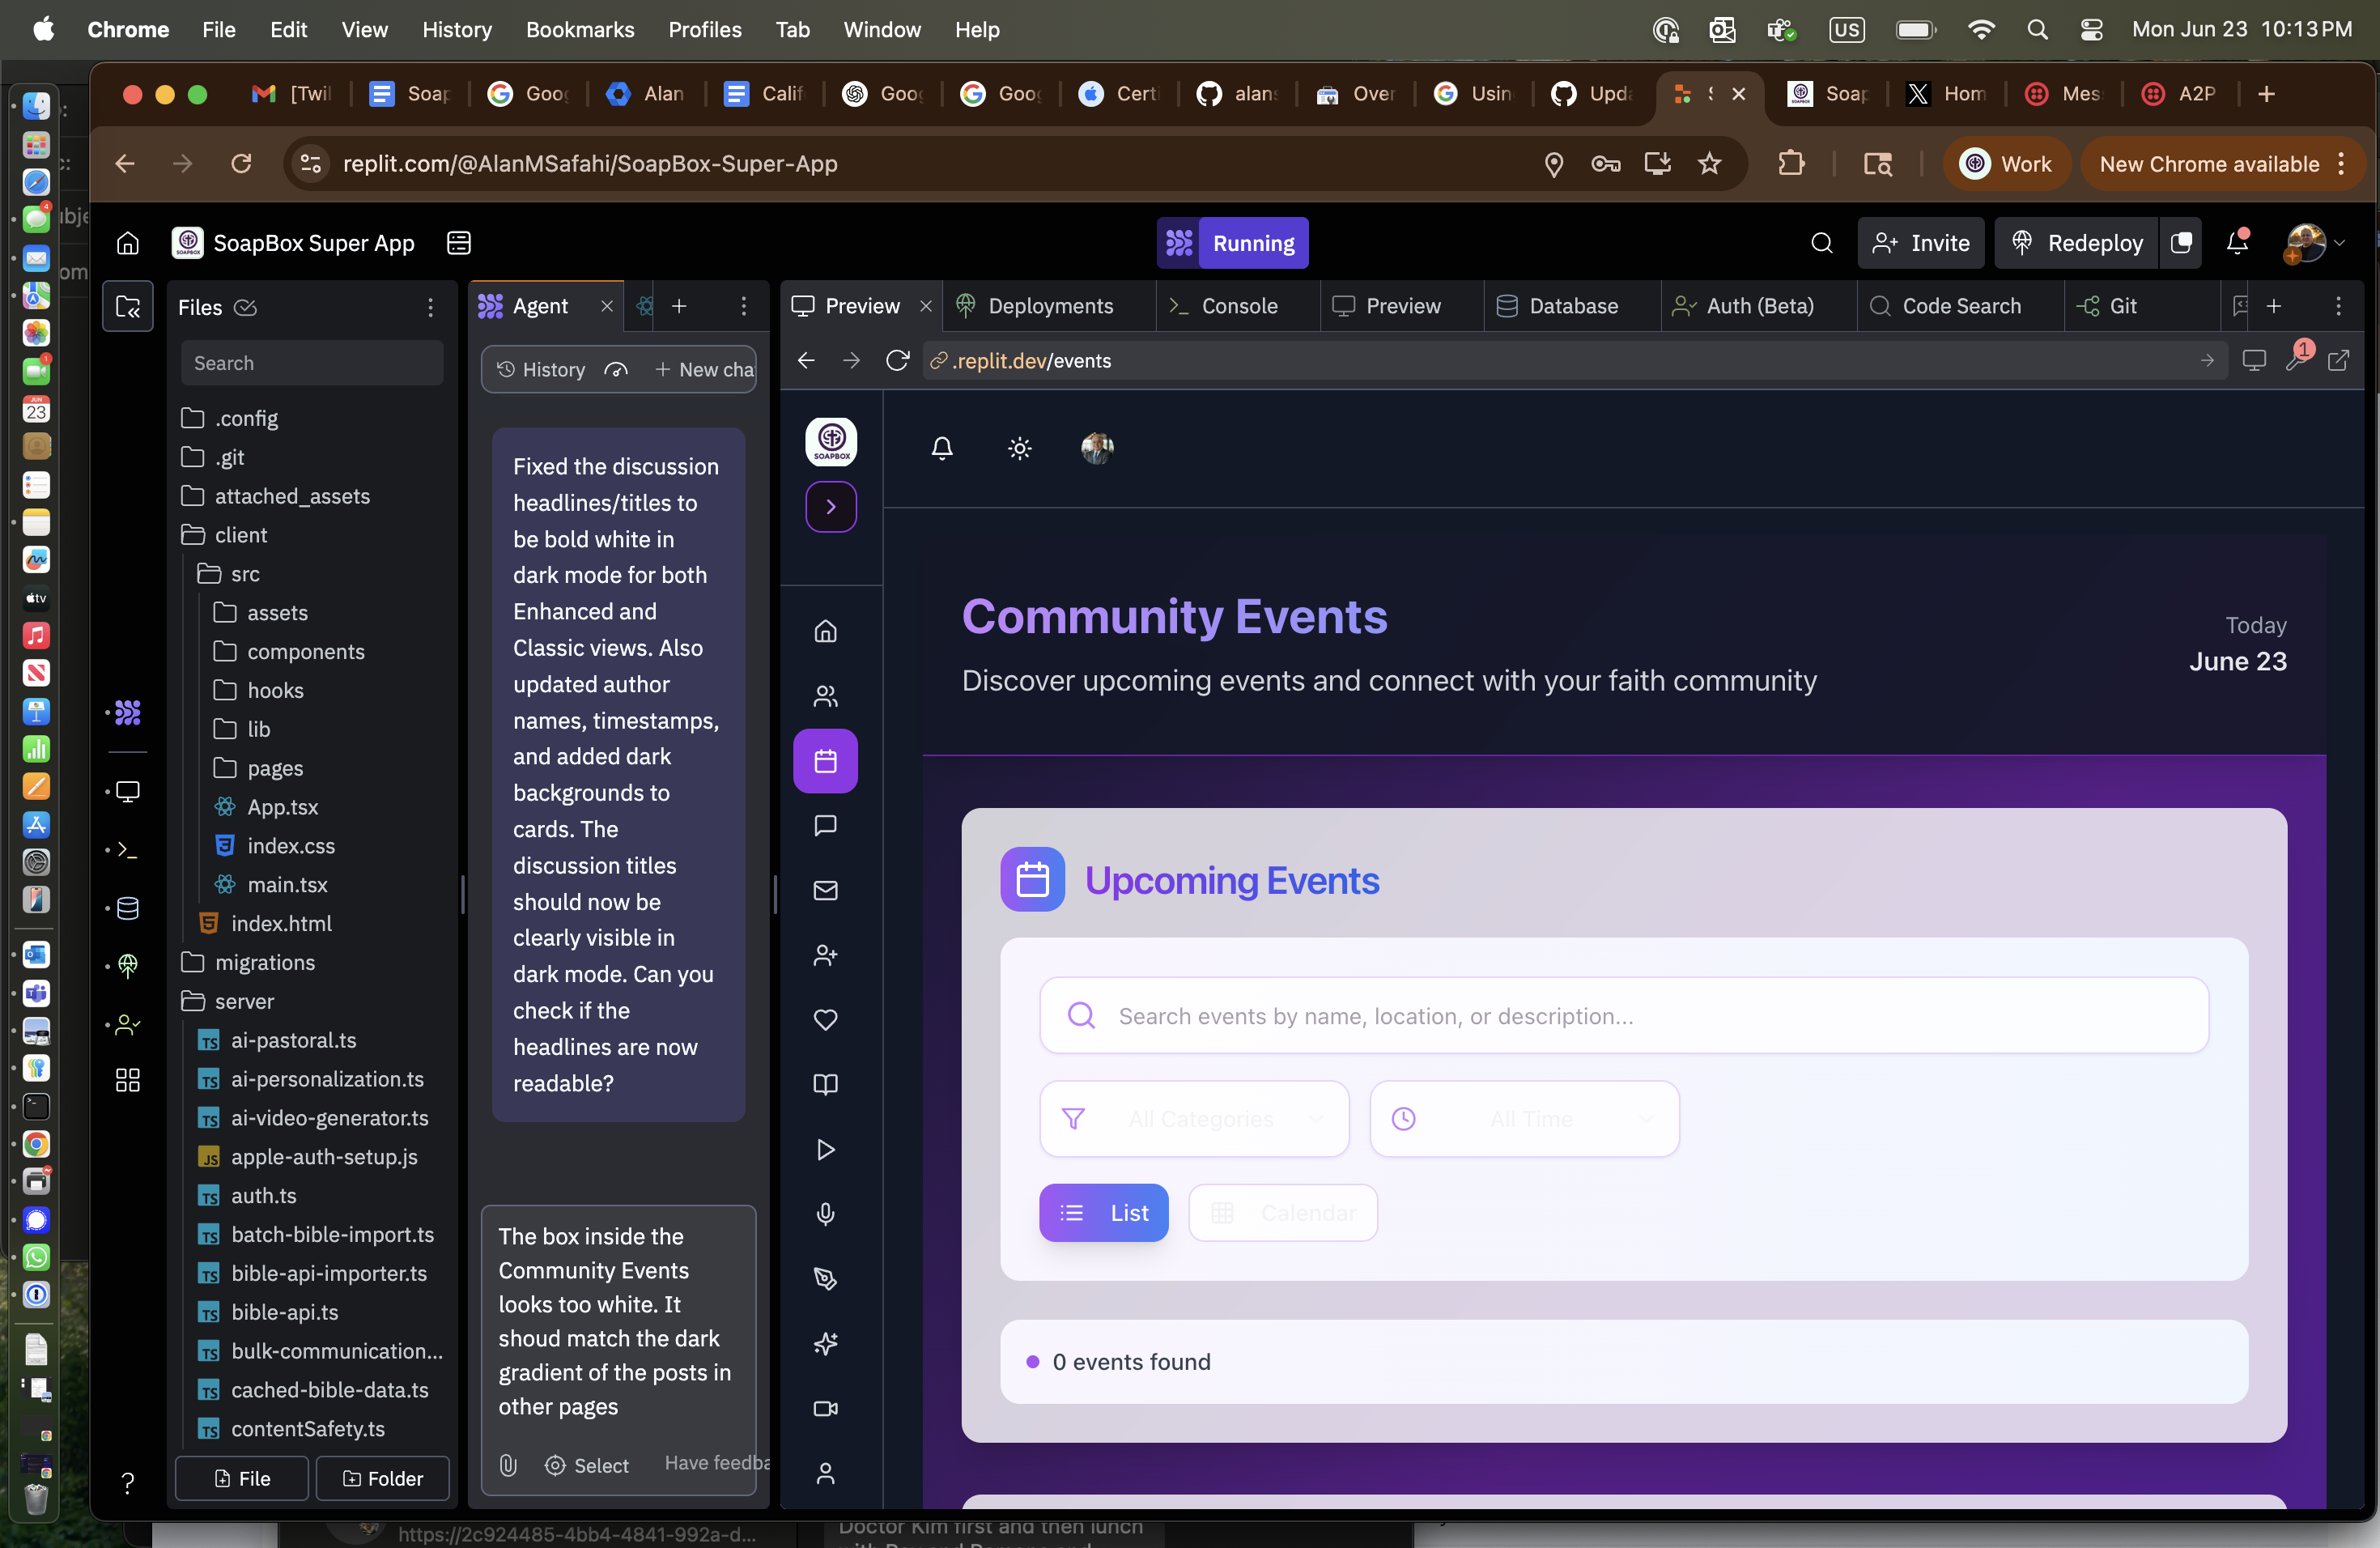 Chrome File Edit View History Bookmarks Profiles Tab Window Help
US Mon Jun 23 10:13 PM
[Twil Soap Goog Alan Calif Goog Goog Certi alans Over Usin Upda S Soap Hom Mes A2P
replit.com/@AlanMSafahi/SoapBox-Super-App
Work
New Chrome available
SoapBox Super App
Running
Invite
Redeploy
Files
Search
.config
.git
attached_assets
client
src
assets
components
hooks
lib
pages
App.tsx
index.css
main.tsx
index.html
migrations
server
ai-pastoral.ts
ai-personalization.ts
ai-video-generator.ts
apple-auth-setup.js
auth.ts
batch-bible-import.ts
bible-api-importer.ts
bible-api.ts
bulk-communication...
cached-bible-data.ts
contentSafety.ts
File
Folder
Agent
History
New cha
Fixed the discussion
headlines/titles to
be bold white in
dark mode for both
Enhanced and
Classic views. Also
updated author
names, timestamps,
and added dark
backgrounds to
cards. The
discussion titles
should now be
clearly visible in
dark mode. Can you
check if the
headlines are now
readable?
The box inside the
Community Events
looks too white. It
shoud match the dark
gradient of the posts in
other pages
Select
Have feedba
Preview Deployments Console Preview Database Auth (Beta) Code Search Git
.replit.dev/events
1
SOAPBOX
Community Events
Discover upcoming events and connect with your faith community
Today
June 23
Upcoming Events
Search events by name, location, or description...
All Categories
All Time
List
Calendar
0 events found
https://2c924485-4bb4-4841-992a-d...
Doctor Kim first and then lunch